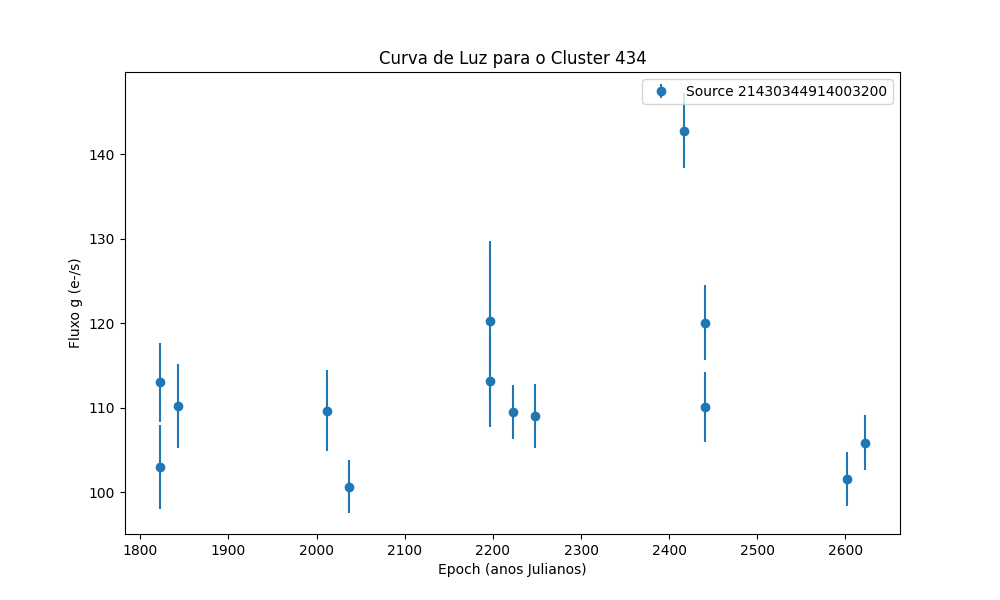 Curva de Luz para o Cluster 434
Source 21430344914003200
140
130
120
110
100
Fluxo g (e-/s)
1800 1900 2000 2100 2200 2300 2400 2500 2600
Epoch (anos Julianos)